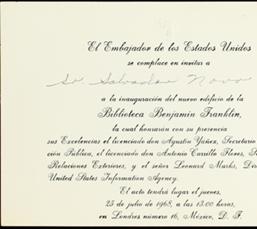 El Embajador de los Estados Unidos
se complace en invitar a
Sr Salvador Novo
a la inauguración del nuevo edificio de la
Biblioteca Benjamin Franklin,
la cual honrarán con su presencia
sus Excelencias el licenciado don Agustín Yáñez, Secretar
ción Pública, el licenciado don Antonio Carrillo Flores, S
Relaciones Exteriores, y el señor Leonard Marks, Dir
United States Information Agency.
El acto tendrá lugar el jueves,
25 de julio de 1968, a las 13.00 horas,
en Londres número 16, México, D. F.